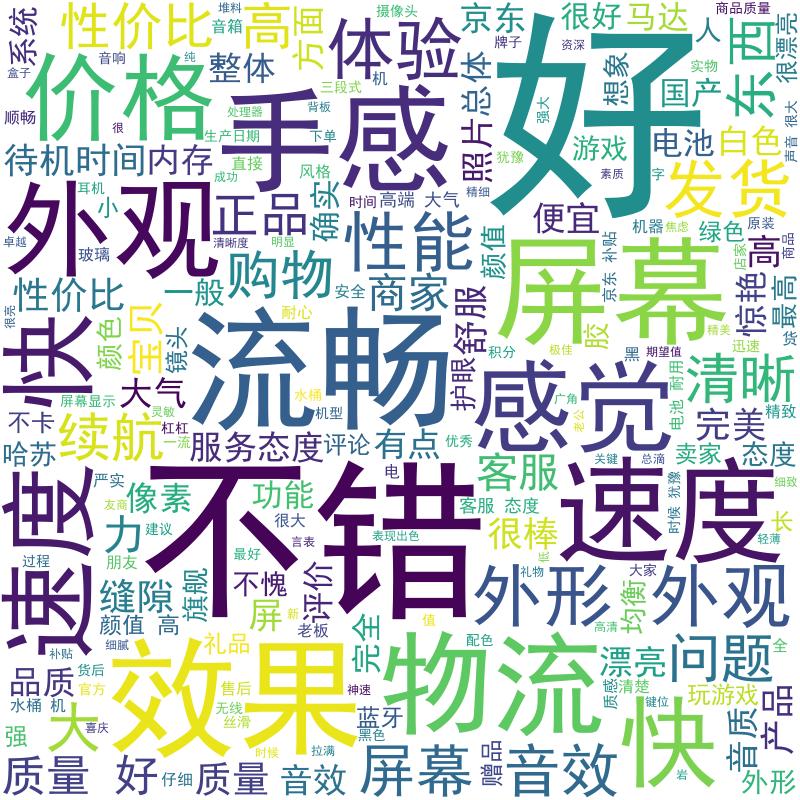 系统
盒子
性价比
音箱
堆料
高
方面
摄像头
体验
京东
牌子
很好
资深
马达
商品质量
人
东西
很漂亮
价格
音响
纯
整体
三段式
机
总体
强大
想象
国产
实物
顺畅
很
处理器
背板
手感
好
待机时间
内存
生产日期
下单
直接
风格
照片
犹豫
游戏
电池
白色
声音 很大
外观
耳机
小
成功
正品
确实
时间
高端
大气
精细
素质
字
发货
便宜
卓越
玻璃
清晰度
明显
性能
颜值
京东 补贴
机器
焦虑
绿色
店家
高
原装
商品
性价比
一般
购物
安全
商家
屏幕
惊艳
最高
贷
很亮
快
颜色
宝贝
镜头
耐心
流畅
护眼
舒服
积分
极佳
胶
黑
期望值
精美
迅速
大气
屏幕显示
灵敏
水桶
机型
感觉
广角
老公
电池 耐用
清晰
精致
不卡
哈苏
续航
杠杠
一流
服务态度
评论
有点
优秀
关键
总滴
完美
卖家
态度
速度
严实
友商
像素
功能
不错
电
客服
速度
时候 犹豫
细致
力
建议
很大
言表
表现出色
客服 态度
很棒
低
长
轻薄
过程
朋友
缝隙
旗舰
最好
不愧
评价
礼物
外形
大家
均衡
外观
颜值 高
细腻
屏
新
老板
完全
值
高清
补贴
礼品
效果
物流
配色
漂亮
问题
全
品质
货后
官方
售后
神速
质感
清楚
键位
玩游戏
产品
水桶 机
强
大
喜庆
无线
丝滑
蓝牙
黑色
快
音质
时候
拉满
屏幕
赠品
音效
岩
外形
质量 好
仔细
质量
音效